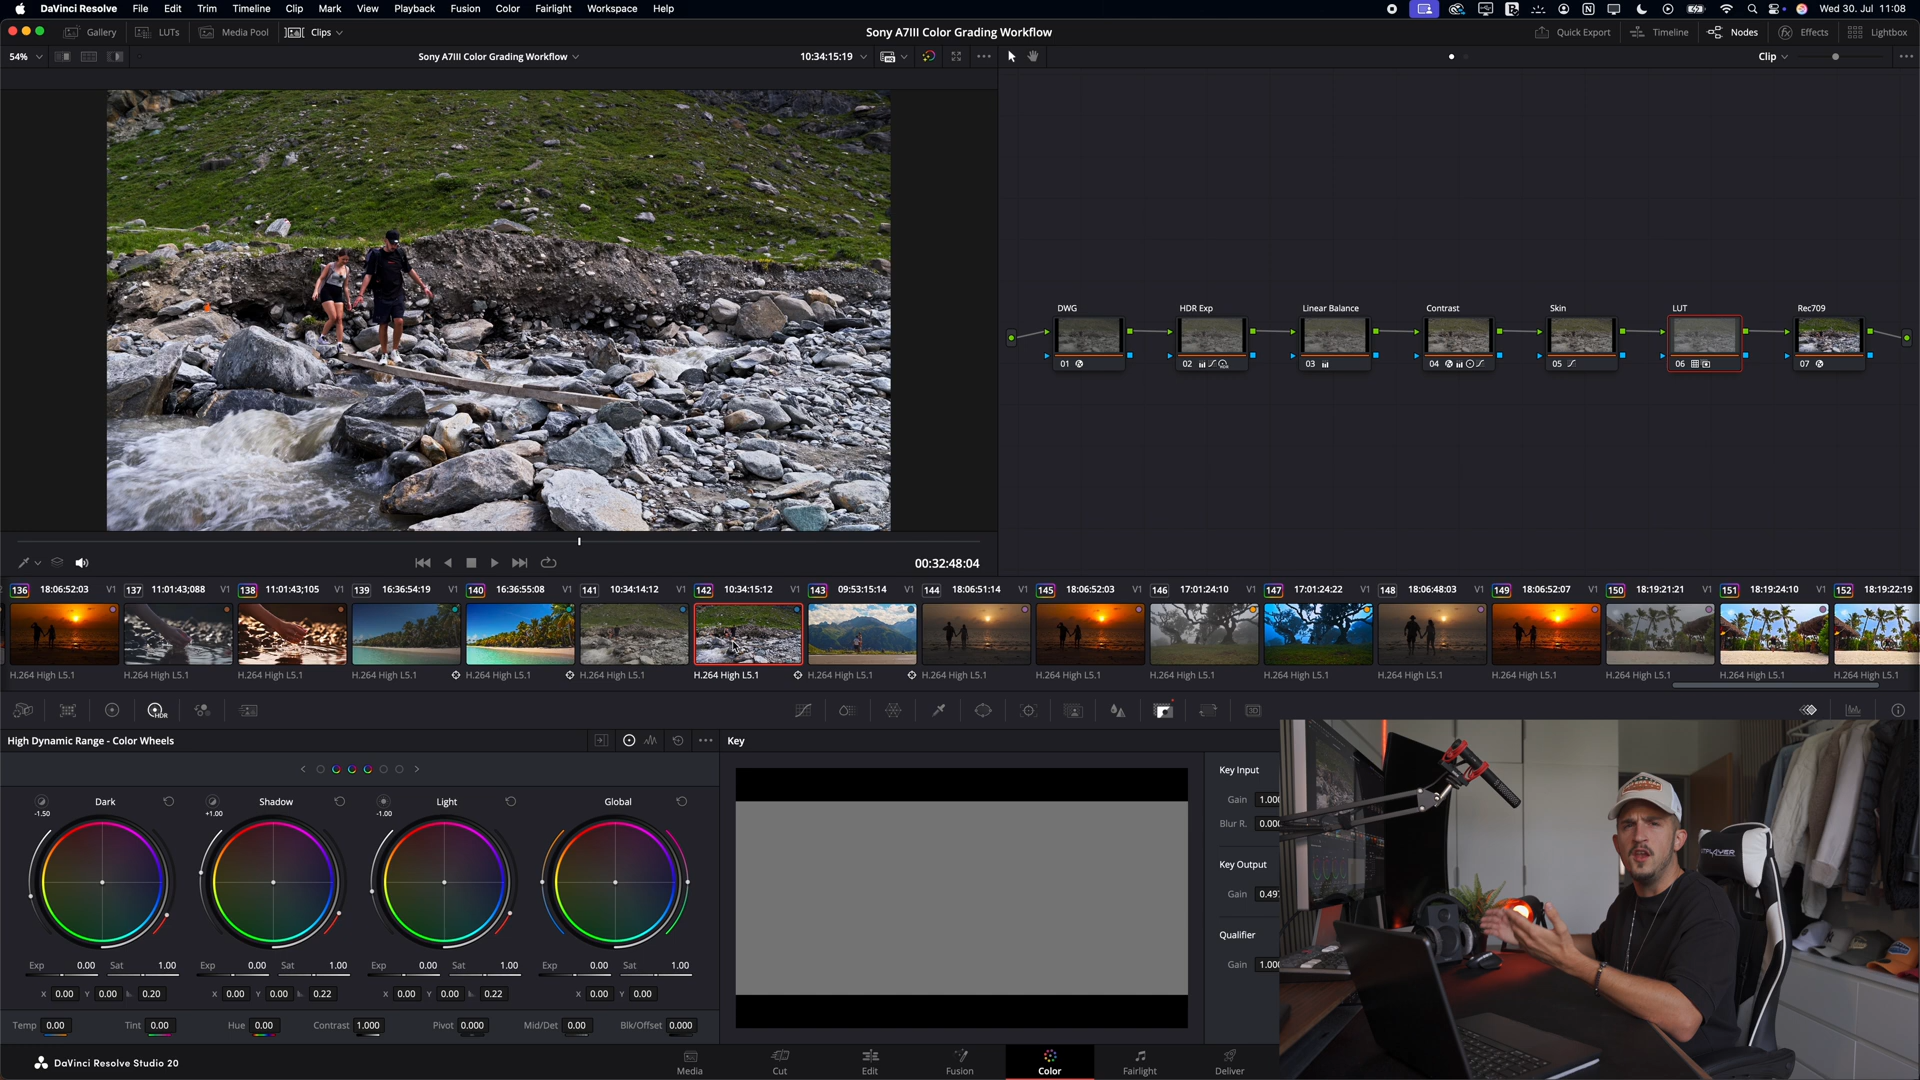 DaVinci Resolve File Edit Trim Timeline Clip Mark View Playback Fusion Color Fairlight Workspace Help
Wed 30. Jul 11:08
Gallery LUTs Media Pool Clips
Sony A7III Color Grading Workflow
Quick Export Timeline Nodes Effects Lightbox
54%
Sony A7III Color Grading Workflow
10:34:15:19
Clip
DWG HDR Exp Linear Balance Contrast Skin LUT Rec709
01 02 03 04 05 06 07
00:32:48:04
136 18:06:52:03 V1
137 11:01:43;088 V1
138 11:01:43;105 V1
139 16:36:54:19 V1
140 16:36:55:08 V1
141 10:34:14:12 V1
142 10:34:15:12 V1
143 09:53:15:14 V1
144 18:06:51:14 V1
145 18:06:52:03 V1
146 17:01:24:10 V1
147 17:01:24:22 V1
148 18:06:48:03 V1
149 18:06:52:07 V1
150 18:19:21:21 V1
151 18:19:24:10 V1
152 18:19:22:19
H.264 High L5.1 H.264 High L5.1 H.264 High L5.1 H.264 High L5.1 H.264 High L5.1 H.264 High L5.1 H.264 High L5.1 H.264 High L5.1 H.264 High L5.1 H.264 High L5.1 H.264 High L5.1 H.264 High L5.1 H.264 High L5.1 H.264 High L5.1 H.264 High L5.1 H.264 High L5.1 H.264 High L5.1
HDR
3D
High Dynamic Range - Color Wheels
Key
Dark Shadow Light Global
-1.50 +1.00 -1.00
Exp 0.00 Sat 1.00 Exp 0.00 Sat 1.00 Exp 0.00 Sat 1.00 Exp 0.00 Sat 1.00
X 0.00 Y 0.00 0.20 X 0.00 Y 0.00 0.22 X 0.00 Y 0.00 0.22 X 0.00 Y 0.00
Temp 0.00 Tint 0.00 Hue 0.00 Contrast 1.000 Pivot 0.000 Mid/Det 0.00 Blk/Offset 0.000
Key Input
Gain 1.000
Blur R. 0.000
Key Output
Gain 0.497
Qualifier
Gain 1.000
DaVinci Resolve Studio 20
Media Cut Edit Fusion Color Fairlight Deliver